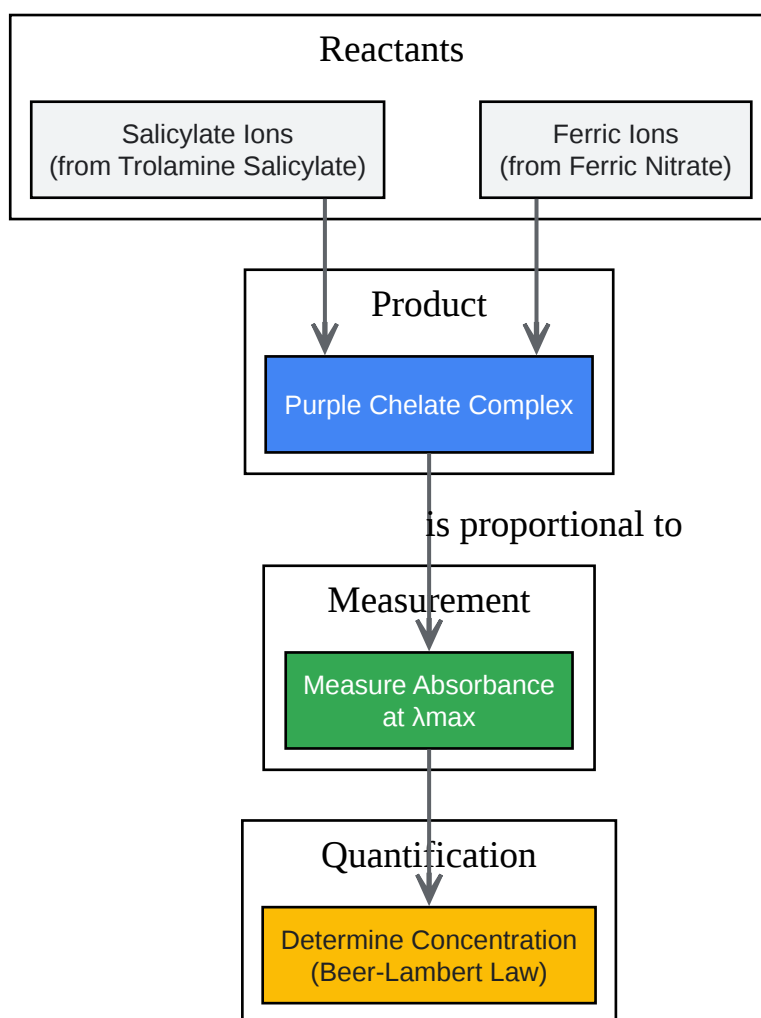 Reactants
Salicylate Ions
(from Trolamine Salicylate)
Ferric Ions
(from Ferric Nitrate)
Product
Purple Chelate Complex
is proportional to
Measurement
Measure Absorbance
at λmax
Quantification
Determine Concentration
(Beer-Lambert Law)